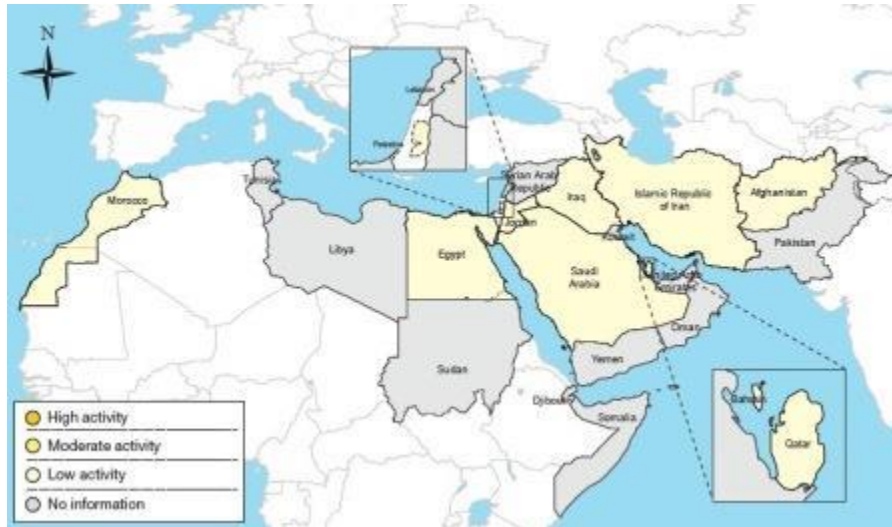 N
Lebanon
Palestine
Tunisia
Syrian Arab
Republic
Morocco
Iraq
Islamic Republic
of Iran
Afghanistan
Jordan
Kuwait
Pakistan
Libya
Egypt
Saudi
Arabia
United Arab
Emirates
Oman
Sudan
Yemen
Djibouti
Somalia
Bahrain
Qatar
High activity
Moderate activity
Low activity
No information